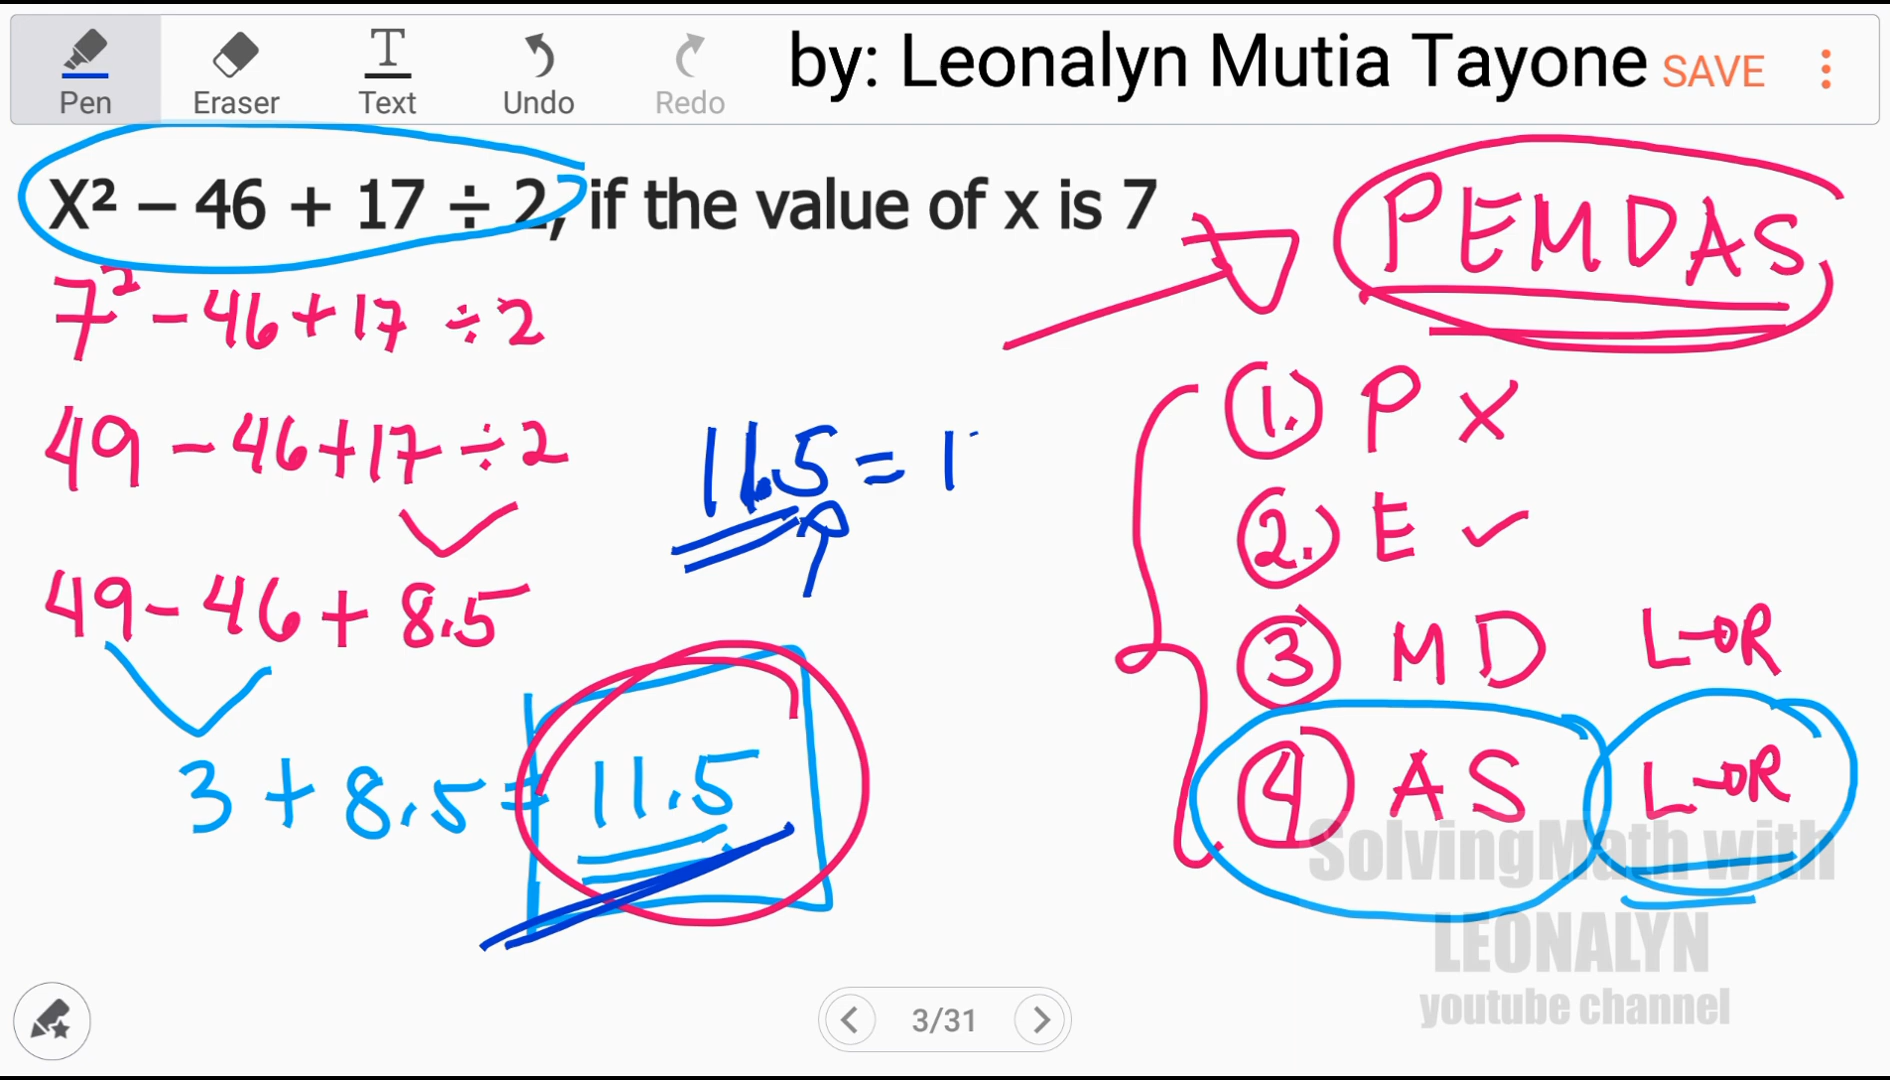 Pen Eraser Text Undo Redo by: Leonalyn Mutia Tayone SAVE
X² – 46 + 17 ÷ 2, if the value of x is 7
PEMDAS
7² - 46 + 17 ÷ 2
49 - 46 + 17 ÷ 2
49 - 46 + 8.5
3 + 8.5 = 11.5
11.5 = 1
1. P X
2. E ✓
3 M D L→R
4 A S L→R
SolvingMath with
LEONALYN
youtube channel
3/31